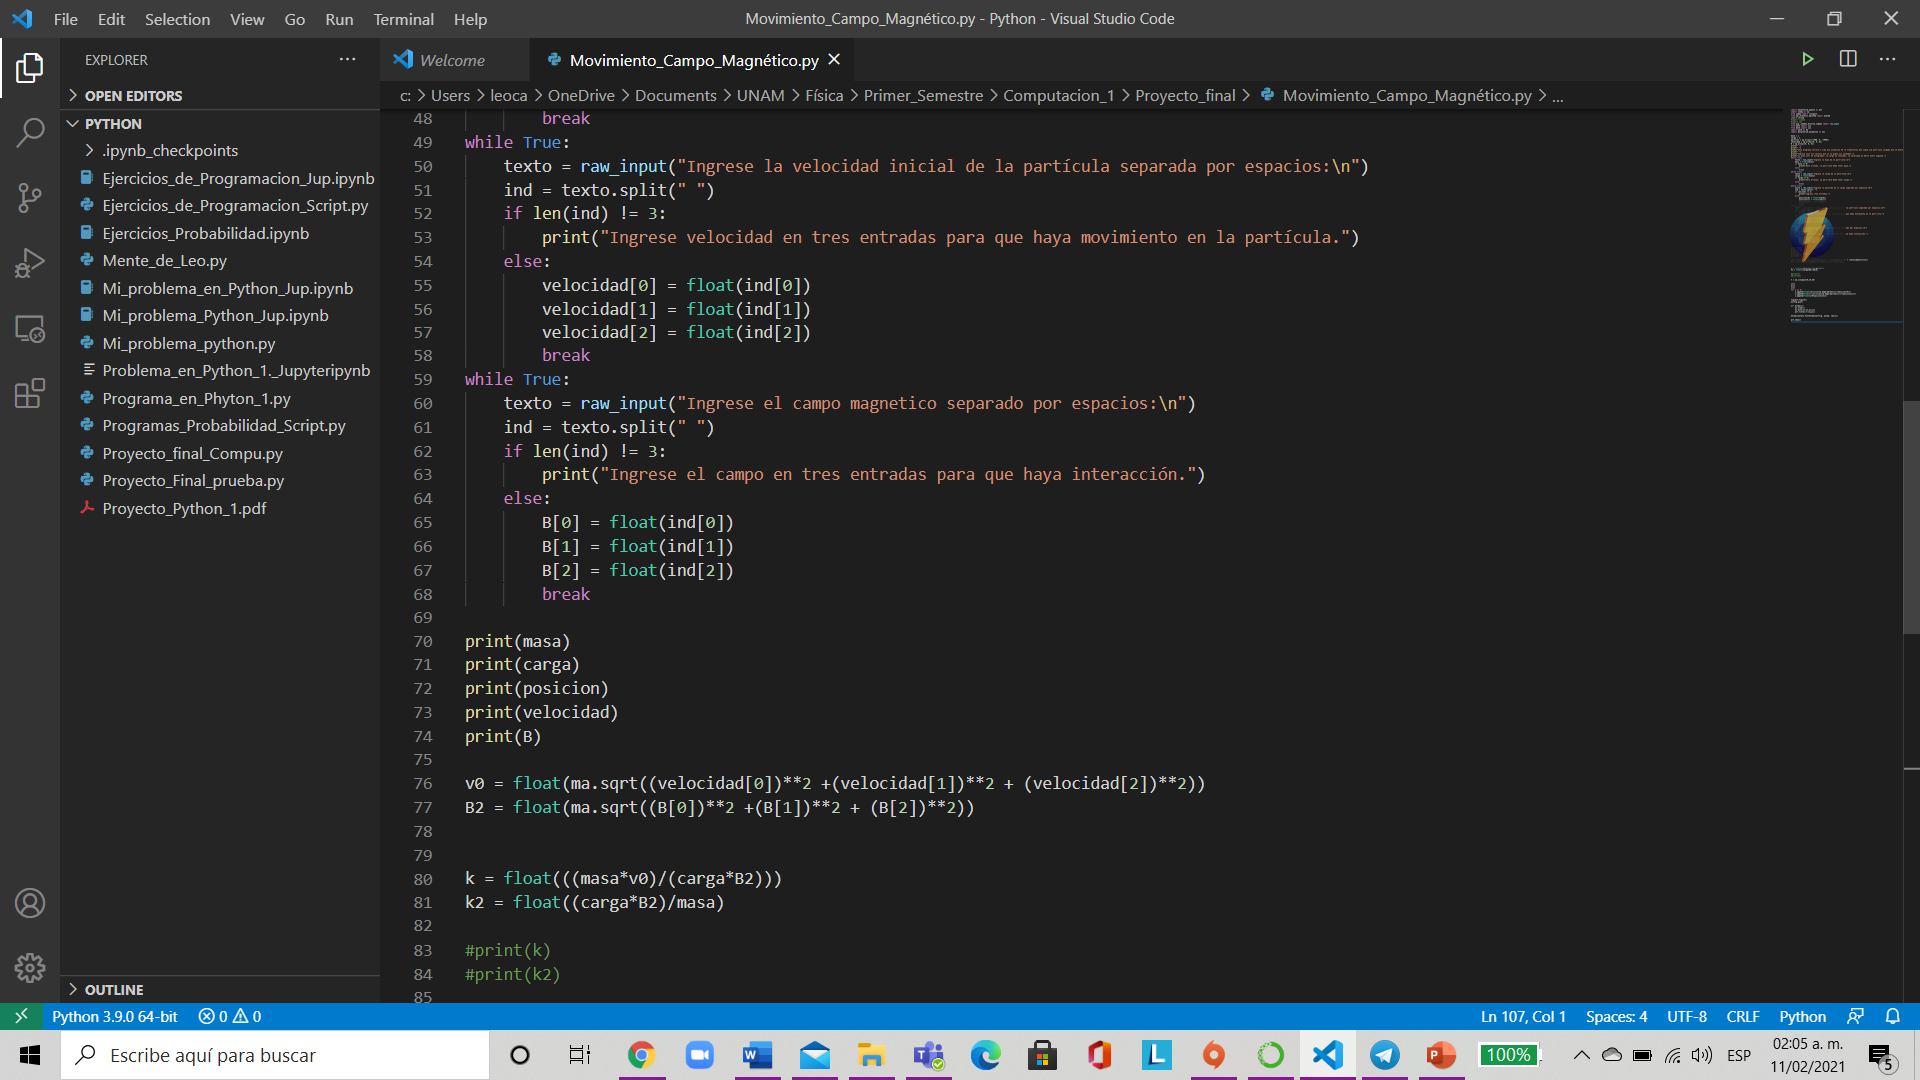 File Edit Selection View Go Run Terminal Help
Movimiento_Campo_Magnético.py - Python - Visual Studio Code
EXPLORER
Welcome
Movimiento_Campo_Magnético.py
OPEN EDITORS
c: > Users > leoca > OneDrive > Documents > UNAM > Física > Primer_Semestre > Computacion_1 > Proyecto_final > Movimiento_Campo_Magnético.py > ...
PYTHON
.ipynb_checkpoints
Ejercicios_de_Programacion_Jup.ipynb
Ejercicios_de_Programacion_Script.py
Ejercicios_Probabilidad.ipynb
Mente_de_Leo.py
Mi_problema_en_Python_Jup.ipynb
Mi_problema_Python_Jup.ipynb
Mi_problema_python.py
Problema_en_Python_1._Jupyteripynb
Programa_en_Phyton_1.py
Programas_Probabilidad_Script.py
Proyecto_final_Compu.py
Proyecto_Final_prueba.py
Proyecto_Python_1.pdf
OUTLINE
48 break
49 while True:
50 texto = raw_input("Ingrese la velocidad inicial de la partícula separada por espacios:\n")
51 ind = texto.split(" ")
52 if len(ind) != 3:
53 print("Ingrese velocidad en tres entradas para que haya movimiento en la partícula.")
54 else:
55 velocidad[0] = float(ind[0])
56 velocidad[1] = float(ind[1])
57 velocidad[2] = float(ind[2])
58 break
59 while True:
60 texto = raw_input("Ingrese el campo magnetico separado por espacios:\n")
61 ind = texto.split(" ")
62 if len(ind) != 3:
63 print("Ingrese el campo en tres entradas para que haya interacción.")
64 else:
65 B[0] = float(ind[0])
66 B[1] = float(ind[1])
67 B[2] = float(ind[2])
68 break
69
70 print(masa)
71 print(carga)
72 print(posicion)
73 print(velocidad)
74 print(B)
75
76 v0 = float(ma.sqrt((velocidad[0])**2 +(velocidad[1])**2 + (velocidad[2])**2))
77 B2 = float(ma.sqrt((B[0])**2 +(B[1])**2 + (B[2])**2))
78
79
80 k = float(((masa*v0)/(carga*B2)))
81 k2 = float((carga*B2)/masa)
82
83 #print(k)
84 #print(k2)
85
Python 3.9.0 64-bit 0 0
Ln 107, Col 1 Spaces: 4 UTF-8 CRLF Python
Escribe aquí para buscar
100%
ESP
02:05 a. m.
11/02/2021
5